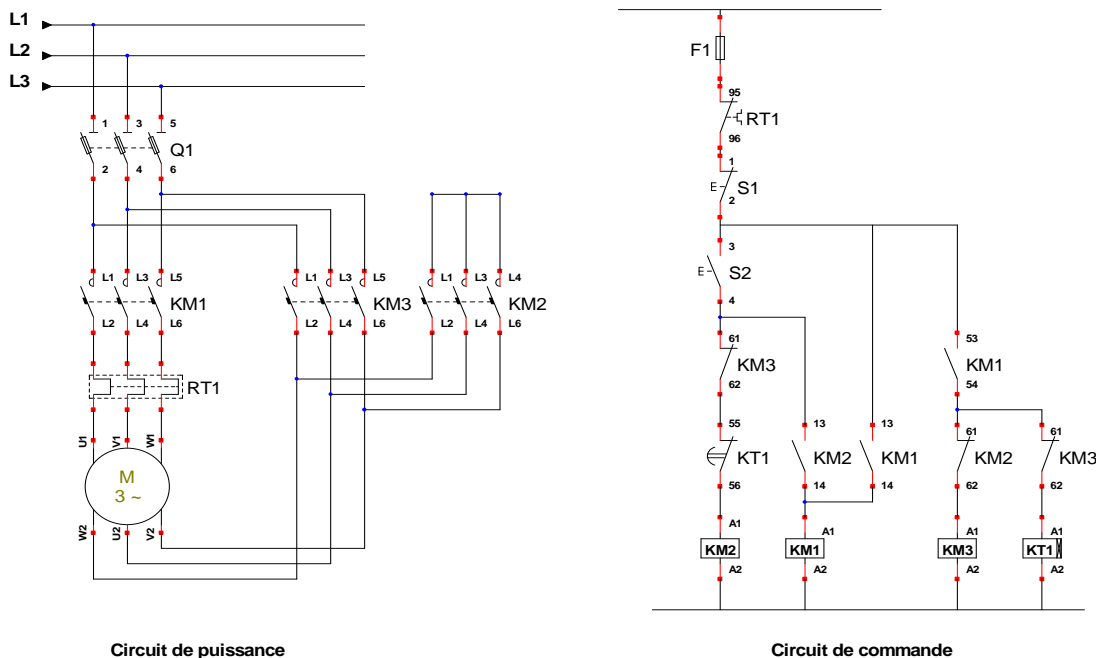 L1
L2
L3
1 3 5
Q1
2 4 6
L1 L3 L5
KM1
L2 L4 L6
L1 L3 L5
KM3
L2 L4 L6
L1 L3 L4
KM2
L2 L4 L6
RT1
U1 V1 W1
M
3 ~
W2 U2 V2
Circuit de puissance
F1
95
RT1
96
1
E S1
2
3
E S2
4
61
KM3
62
53
KM1
54
55
KT1
56
13
KM2
14
13
KM1
14
61
KM2
62
61
KM3
62
A1 A1 A1 A1
KM2 KM1 KM3 KT1
A2 A2 A2 A2
Circuit de commande